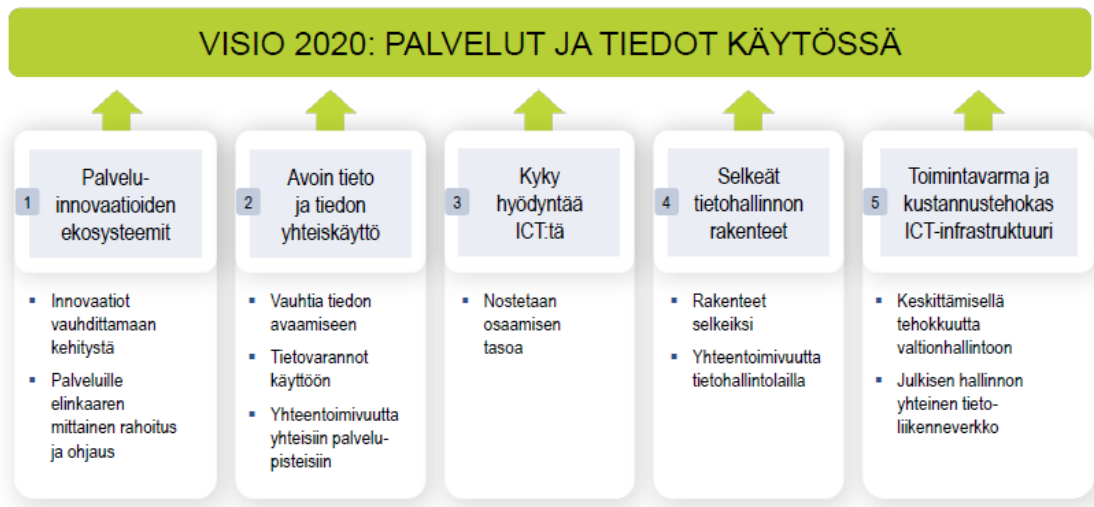 VISIO 2020: PALVELUT JA TIEDOT KÄYTÖSSÄ
1
Palvelu-
innovaatioiden
ekosysteemit
▪ Innovaatiot
vauhdittamaan
kehitystä
▪ Palveluille
elinkaaren
mittainen rahoitus
ja ohjaus
2
Avoin tieto
ja tiedon
yhteiskäyttö
▪ Vauhtia tiedon
avaamiseen
▪ Tietovarannot
käyttöön
▪ Yhteentoimivuutta
yhteisiin palvelu-
pisteisiin
3
Kyky
hyödyntää
ICT:tä
▪ Nostetaan
osaamisen
tasoa
4
Selkeät
tietohallinnon
rakenteet
▪ Rakenteet
selkeiksi
▪ Yhteentoimivuutta
tietohallintolailla
5
Toimintavarma ja
kustannustehokas
ICT-infrastruktuuri
▪ Keskittämisellä
tehokkuutta
valtionhallintoon
▪ Julkisen hallinnon
yhteinen tieto-
liikenneverkko